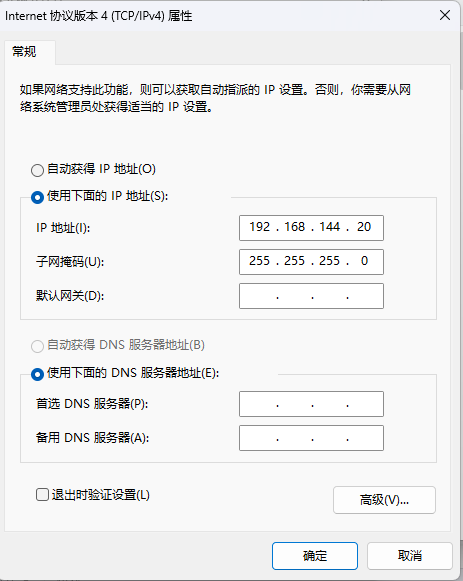 Internet 协议版本 4 (TCP/IPv4) 属性
常规
如果网络支持此功能，则可以获取自动指派的 IP 设置。否则，你需要从网
络系统管理员处获得适当的 IP 设置。
自动获得 IP 地址(O)
使用下面的 IP 地址(S):
IP 地址(I): 192 . 168 . 144 . 20
子网掩码(U): 255 . 255 . 255 . 0
默认网关(D): . . .
自动获得 DNS 服务器地址(B)
使用下面的 DNS 服务器地址(E):
首选 DNS 服务器(P): . . .
备用 DNS 服务器(A): . . .
退出时验证设置(L)
高级(V)...
确定 取消